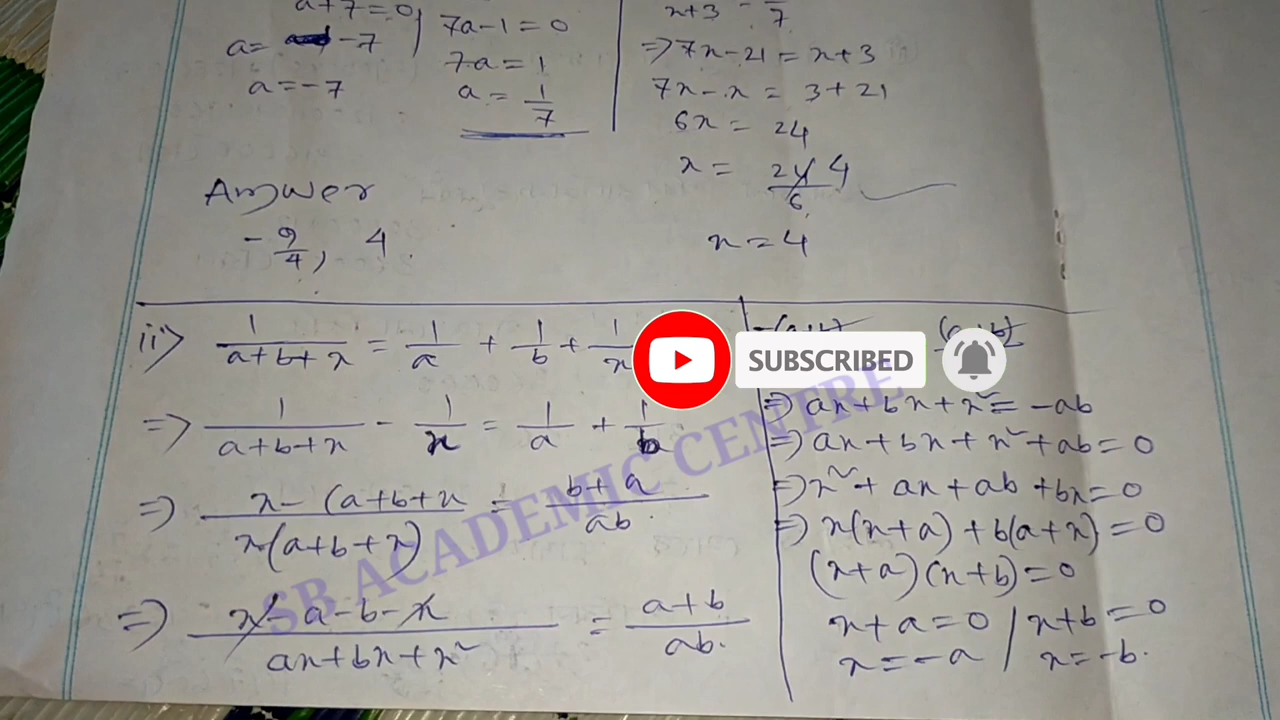 a+7=0 | 7a-1=0
a= -7
7a=1
a=-7
a = 1/7
x+3 = 7
=> 7x-21 = x+3
7x-x = 3+21
6x = 24
x = 24/6 4
x = 4
Answer
-9/4, 4
ii> 1/(a+b+x) = 1/a + 1/b + 1/x
=> 1/(a+b+x) - 1/x = 1/a + 1/b
=> x-(a+b+x / x(a+b+x) = (b+a)/ab
=> (x-a-b-x)/(ax+bx+x²) = (a+b)/ab
-(a+b) (a+b)
=> ax+bx+x² = -ab
=> ax+bx+x²+ab=0
=> x²+ax+ab+bx=0
=> x(x+a)+b(a+x)=0
(x+a)(x+b)=0
x+a=0 / x+b=0
x=-a / x=-b.
SUBSCRIBED
SB ACADEMIC CENTRE